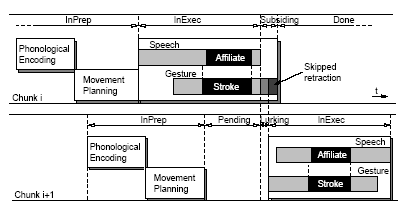 InPrep InExec Subsiding Done
Phonological
Encoding
Speech
Affiliate
Movement
Planning
Gesture
Stroke
Skipped
retraction
Chunk i
t
InPrep Pending Lurking InExec
Phonological
Encoding
Speech
Affiliate
Movement
Planning
Gesture
Stroke
Chunk i+1